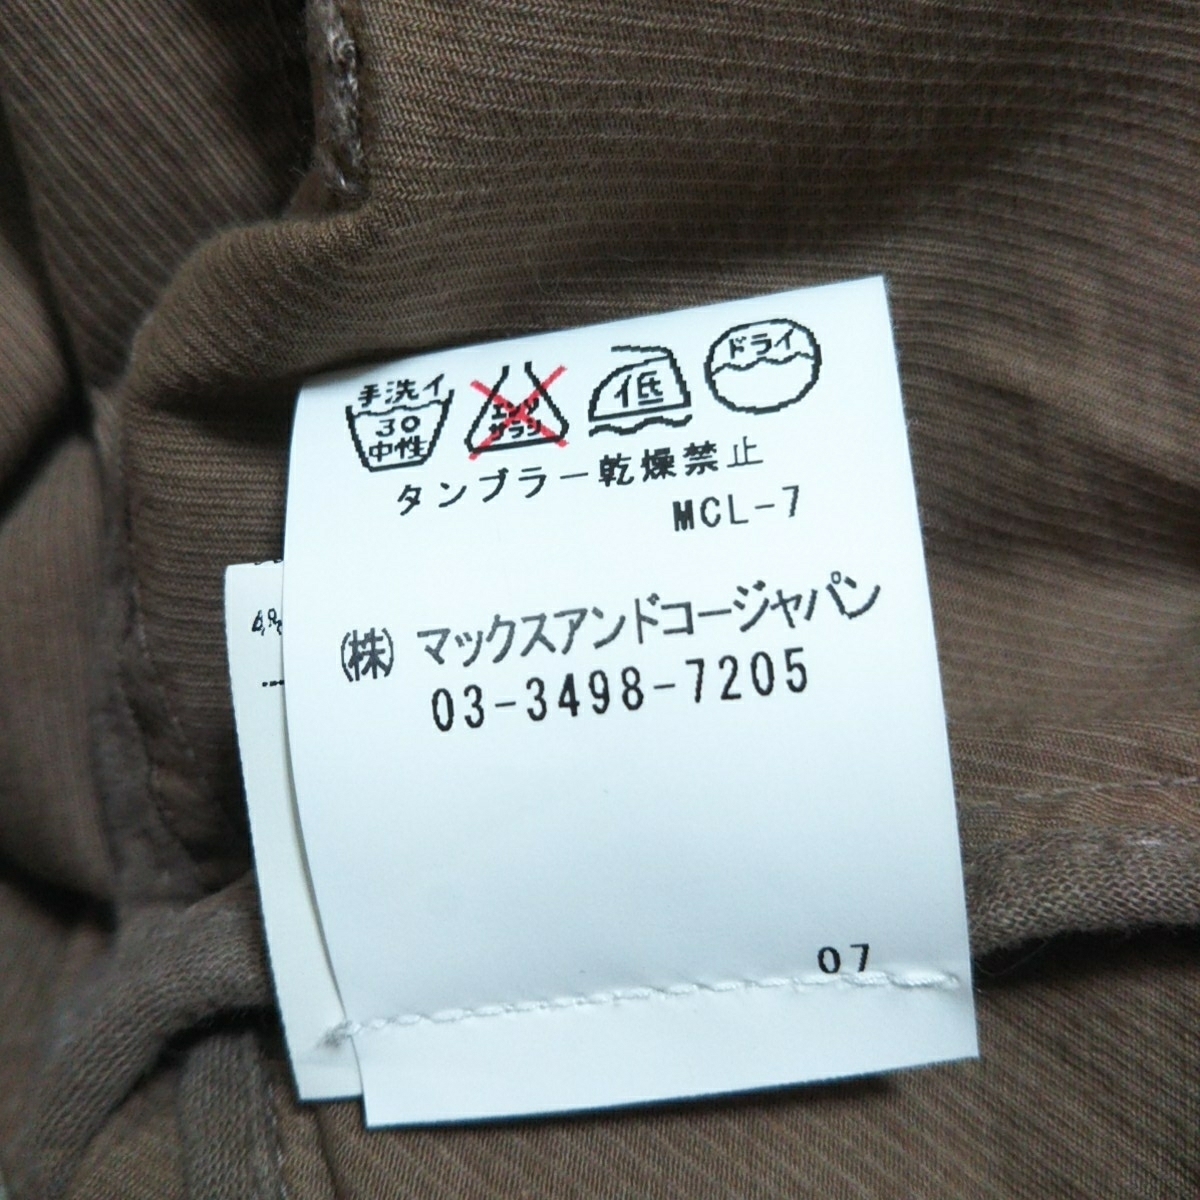 手洗イ
30
中性
エンソ
サラシ
低
ドライ
タンブラー乾燥禁止
MCL-7
(株) マックスアンドコージャパン
03-3498-7205
07